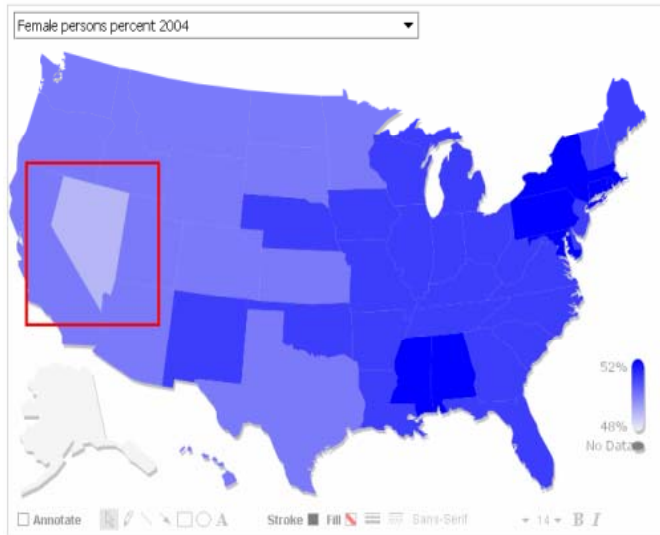 Female persons percent 2004
52%
48%
No Data
Annotate A Stroke Fill Sans-Serif 14 B I